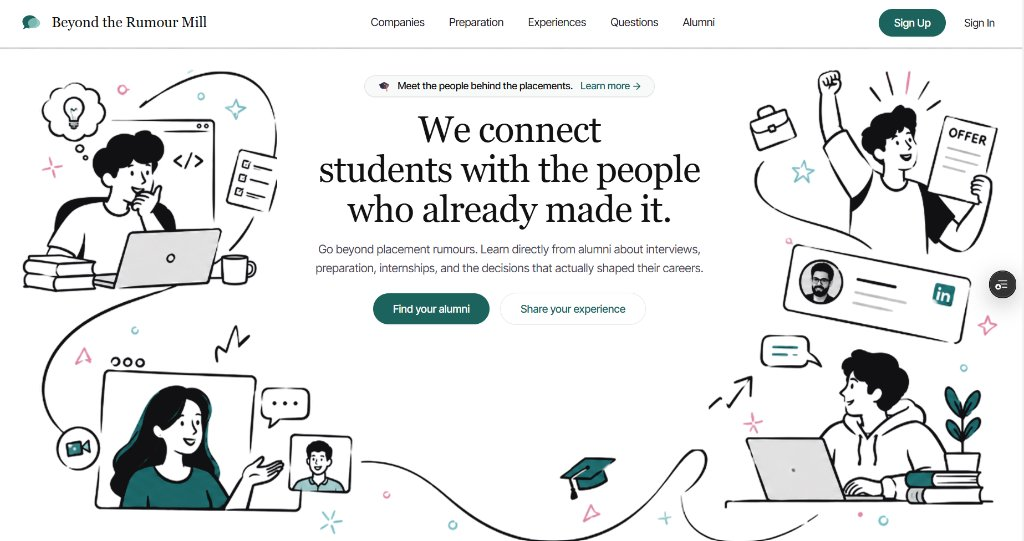 Beyond the Rumour Mill
Companies
Preparation
Experiences
Questions
Alumni
Sign Up
Sign In
Meet the people behind the placements. Learn more →
We connect
students with the people
who already made it.
Go beyond placement rumours. Learn directly from alumni about interviews,
preparation, internships, and the decisions that actually shaped their careers.
Find your alumni
Share your experience
</>
OFFER
in